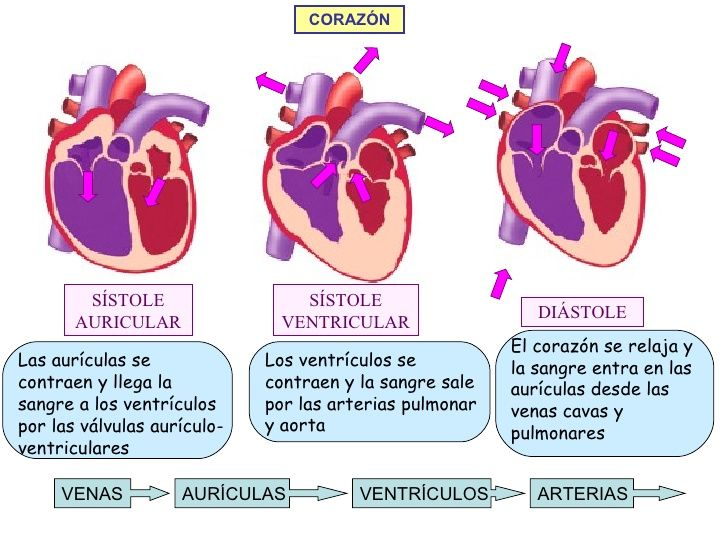 CORAZÓN
SÍSTOLE
AURICULAR
SÍSTOLE
VENTRICULAR
DIÁSTOLE
Las aurículas se
contraen y llega la
sangre a los ventrículos
por las válvulas aurículo-
ventriculares
Los ventrículos se
contraen y la sangre sale
por las arterias pulmonar
y aorta
El corazón se relaja y
la sangre entra en las
aurículas desde las
venas cavas y
pulmonares
VENAS
AURÍCULAS
VENTRÍCULOS
ARTERIAS